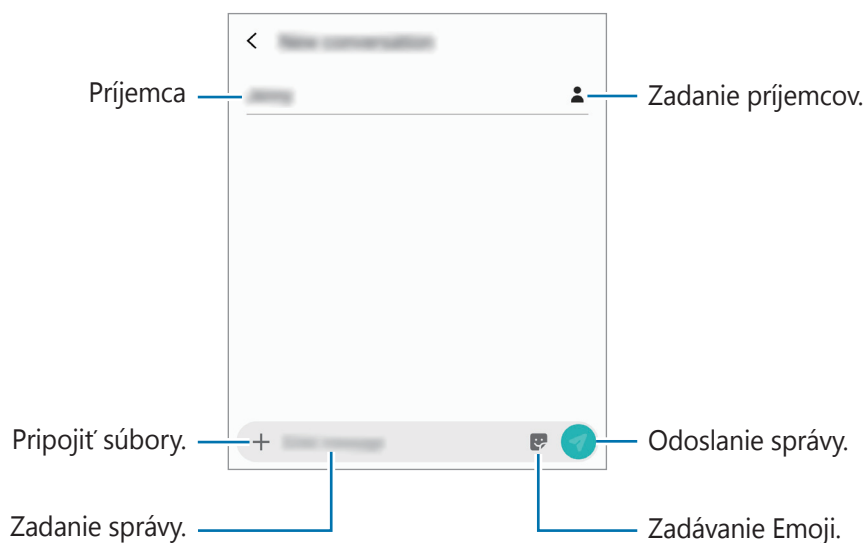 Príjemca
Zadanie príjemcov.
Pripojiť súbory.
Odoslanie správy.
Zadanie správy.
Zadávanie Emoji.